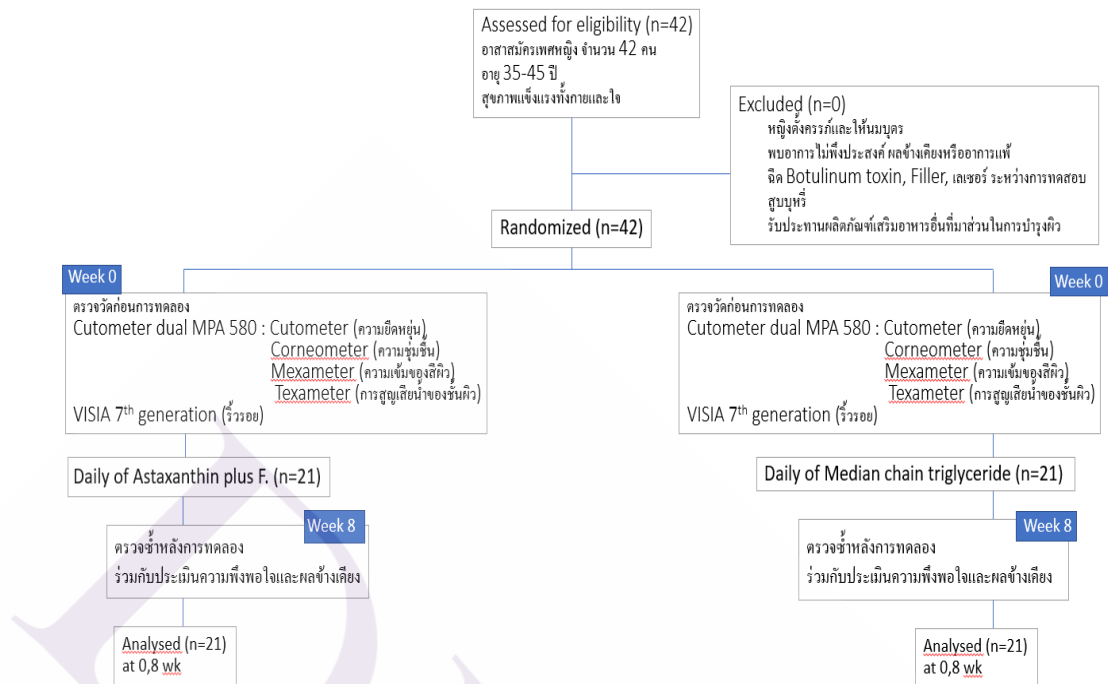 Assessed for eligibility (n=42)
อาสาสมัครเพศหญิง จำนวน 42 คน
อายุ 35-45 ปี
สุขภาพแข็งแรงทั้งกายและใจ
Excluded (n=0)
หญิงตั้งครรภ์และให้นมบุตร
พบอาการไม่พึงประสงค์ ผลข้างเคียงหรืออาการแพ้
ฉีด Botulinum toxin, Filler, เลเซอร์ ระหว่างการทดสอบ
สูบบุหรี่
รับประทานผลิตภัณฑ์เสริมอาหารอื่นที่มาส่วนในการบำรุงผิว
Randomized (n=42)
Week 0
ตรวจวัดก่อนการทดลอง
Cutometer dual MPA 580 : Cutometer (ความยืดหยุ่น)
Corneometer (ความชุ่มชื้น)
Mexameter (ความเข้มของสีผิว)
Texameter (การสูญเสียน้ำของชั้นผิว)
VISIA 7th generation (ริ้วรอย)
Week 0
ตรวจวัดก่อนการทดลอง
Cutometer dual MPA 580 : Cutometer (ความยืดหยุ่น)
Corneometer (ความชุ่มชื้น)
Mexameter (ความเข้มของสีผิว)
Texameter (การสูญเสียน้ำของชั้นผิว)
VISIA 7th generation (ริ้วรอย)
Daily of Astaxanthin plus F. (n=21)
Daily of Median chain triglyceride (n=21)
Week 8
ตรวจซ้ำหลังการทดลอง
ร่วมกับประเมินความพึงพอใจและผลข้างเคียง
Week 8
ตรวจซ้ำหลังการทดลอง
ร่วมกับประเมินความพึงพอใจและผลข้างเคียง
Analysed (n=21)
at 0,8 wk
Analysed (n=21)
at 0,8 wk